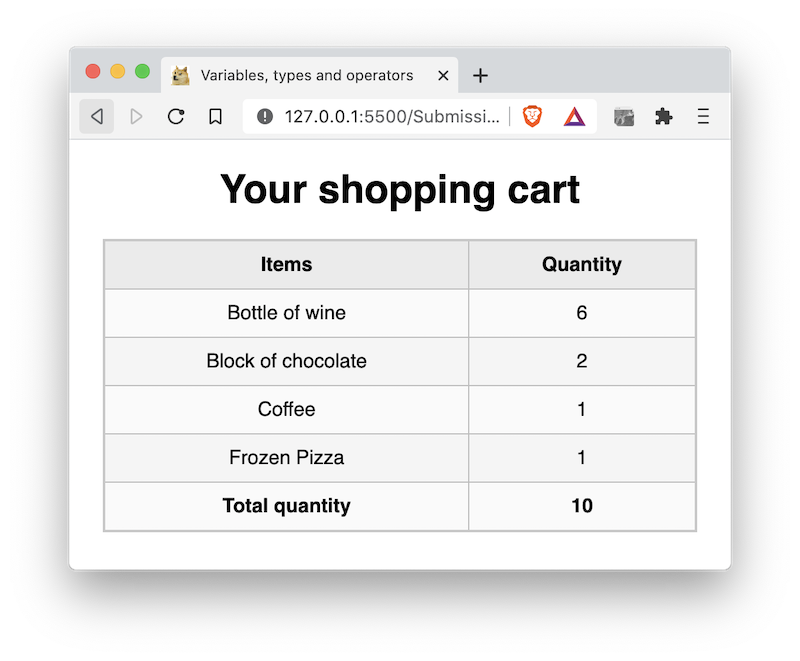 Variables, types and operators
127.0.0.1:5500/Submissi...
Your shopping cart
Items Quantity
Bottle of wine 6
Block of chocolate 2
Coffee 1
Frozen Pizza 1
Total quantity 10